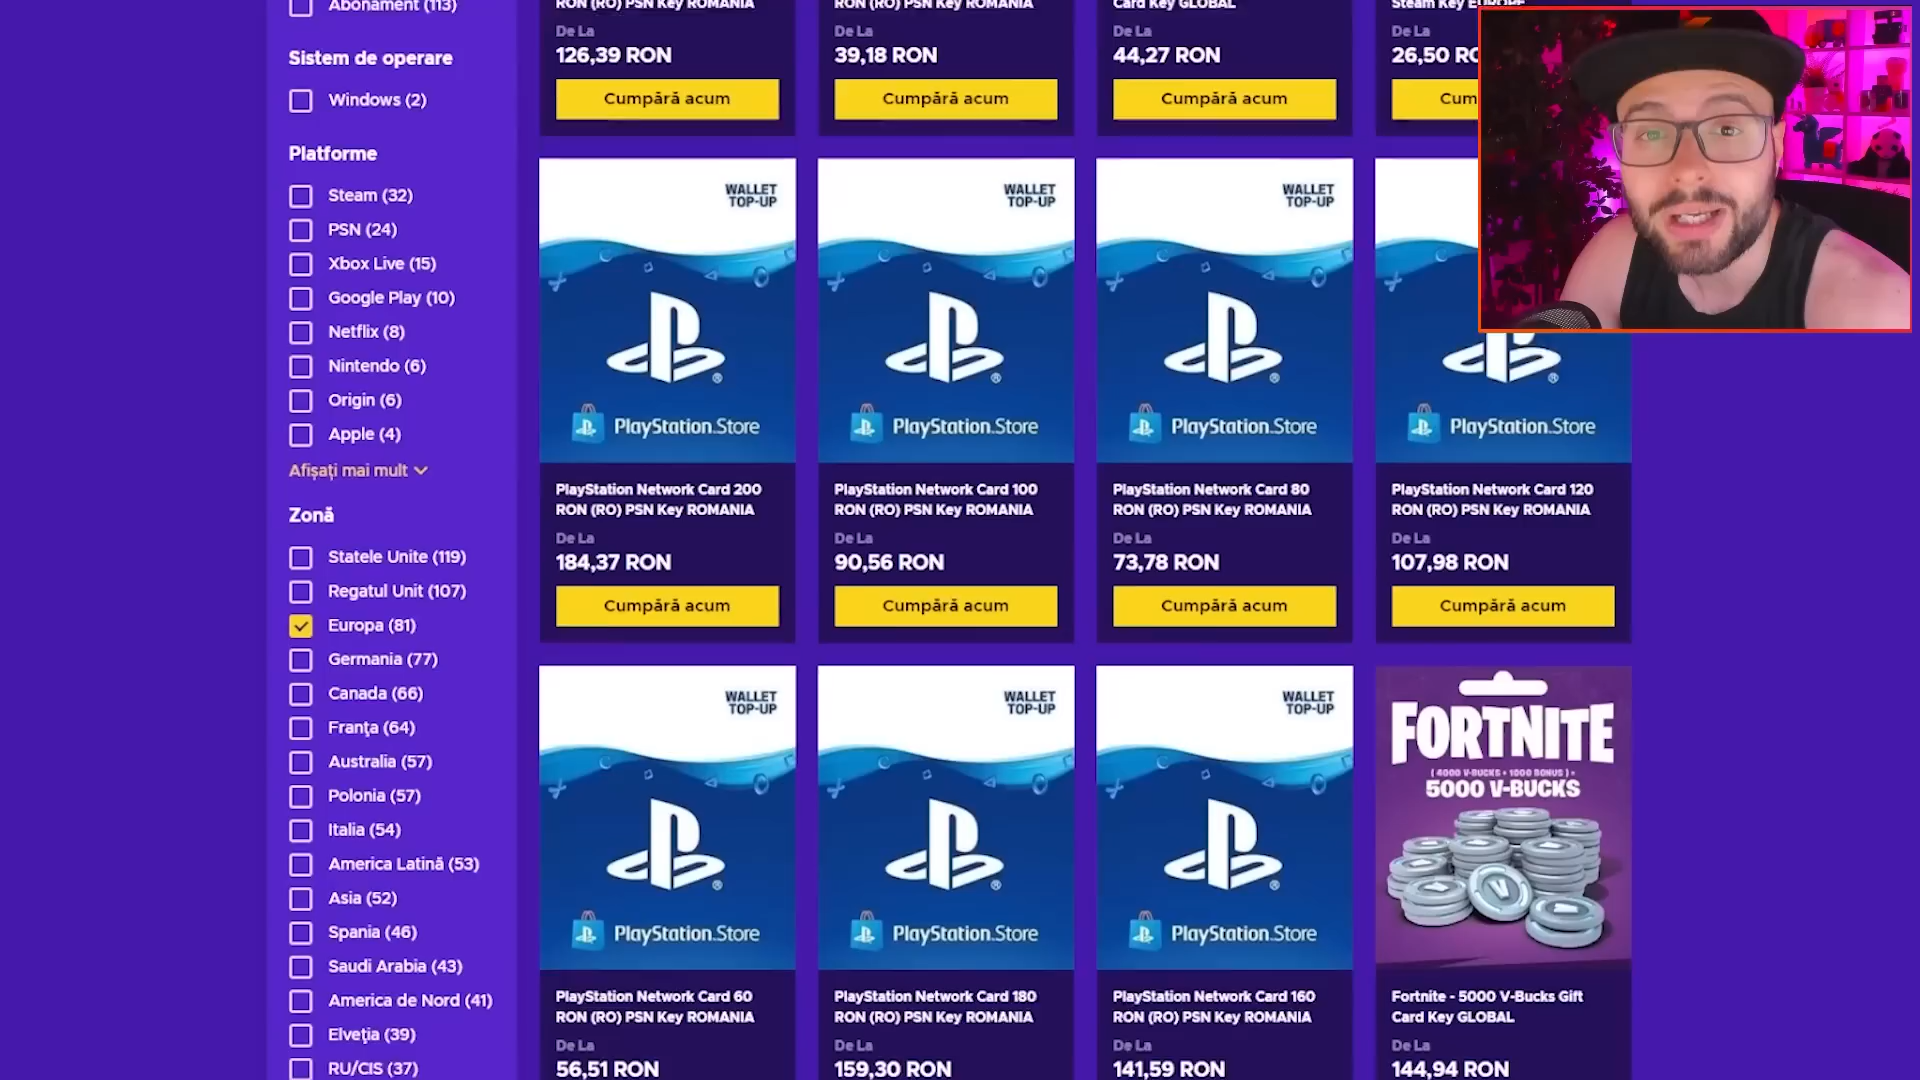 Abonament (113)
Sistem de operare
Windows (2)
Platforme
Steam (32)
PSN (24)
Xbox Live (15)
Google Play (10)
Netflix (8)
Nintendo (6)
Origin (6)
Apple (4)
Afișați mai mult
Zonă
Statele Unite (119)
Regatul Unit (107)
Europa (81)
Germania (77)
Canada (66)
Franţa (64)
Australia (57)
Polonia (57)
Italia (54)
America Latină (53)
Asia (52)
Spania (46)
Saudi Arabia (43)
America de Nord (41)
Elveţia (39)
RU/CIS (37)
RON (RO) PSN Key ROMANIA
De La
126,39 RON
Cumpără acum
RON (RO) PSN Key ROMANIA
De La
39,18 RON
Cumpără acum
Card Key GLOBAL
De La
44,27 RON
Cumpără acum
Steam Key EUROPE
De La
26,50
WALLET
TOP-UP
PlayStation.Store
PlayStation Network Card 200
RON (RO) PSN Key ROMANIA
De La
184,37 RON
Cumpără acum
WALLET
TOP-UP
PlayStation.Store
PlayStation Network Card 100
RON (RO) PSN Key ROMANIA
De La
90,56 RON
Cumpără acum
WALLET
TOP-UP
PlayStation.Store
PlayStation Network Card 80
RON (RO) PSN Key ROMANIA
De La
73,78 RON
Cumpără acum
PlayStation.Store
PlayStation Network Card 120
RON (RO) PSN Key ROMANIA
De La
107,98 RON
Cumpără acum
WALLET
TOP-UP
PlayStation.Store
PlayStation Network Card 60
RON (RO) PSN Key ROMANIA
De La
56,51 RON
WALLET
TOP-UP
PlayStation.Store
PlayStation Network Card 180
RON (RO) PSN Key ROMANIA
De La
159,30 RON
WALLET
TOP-UP
PlayStation.Store
PlayStation Network Card 160
RON (RO) PSN Key ROMANIA
De La
141,59 RON
FORTNITE
( 4000 V-BUCKS + 1000 BONUS ) =
5000 V-BUCKS
Fortnite - 5000 V-Bucks Gift
Card Key GLOBAL
De La
144,94 RON